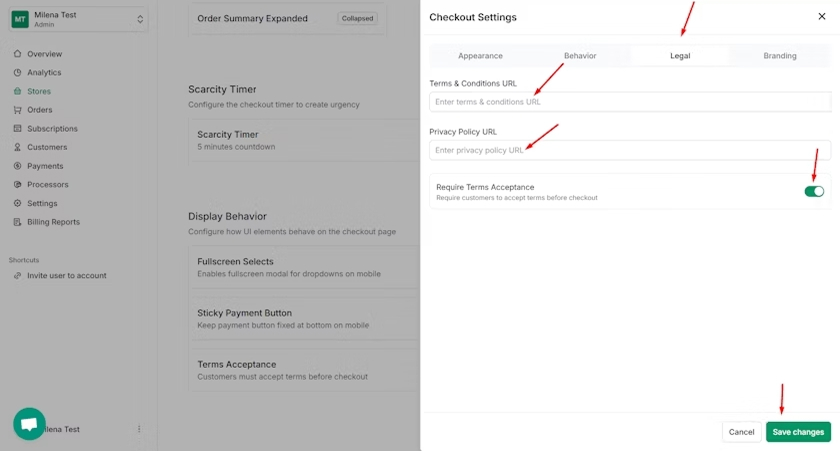 MT
Milena Test
Admin
Overview
Analytics
Stores
Orders
Subscriptions
Customers
Payments
Processors
Settings
Billing Reports
Shortcuts
Invite user to account
ilena Test
Order Summary Expanded
Collapsed
Scarcity Timer
Configure the checkout timer to create urgency
Scarcity Timer
5 minutes countdown
Display Behavior
Configure how UI elements behave on the checkout page
Fullscreen Selects
Enables fullscreen modal for dropdowns on mobile
Sticky Payment Button
Keep payment button fixed at bottom on mobile
Terms Acceptance
Customers must accept terms before checkout
Checkout Settings
Appearance
Behavior
Legal
Branding
Terms & Conditions URL
Enter terms & conditions URL
Privacy Policy URL
Enter privacy policy URL
Require Terms Acceptance
Require customers to accept terms before checkout
Cancel
Save changes